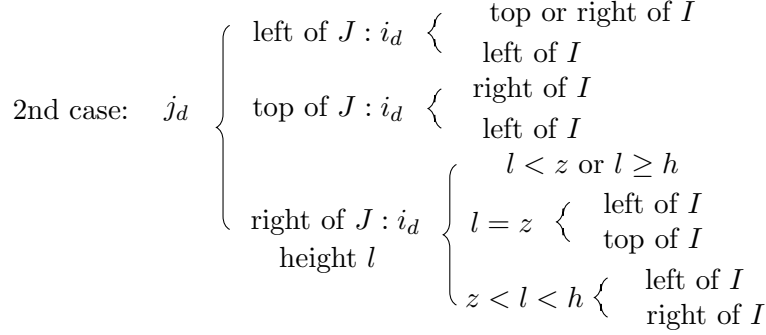 top or right of I
left of J : i_d {
left of I
right of I
2nd case: j_d { top of J : i_d {
left of I
l < z or l ≥ h
left of I
right of J : i_d { l = z {
top of I
height l
left of I
z < l < h {
right of I